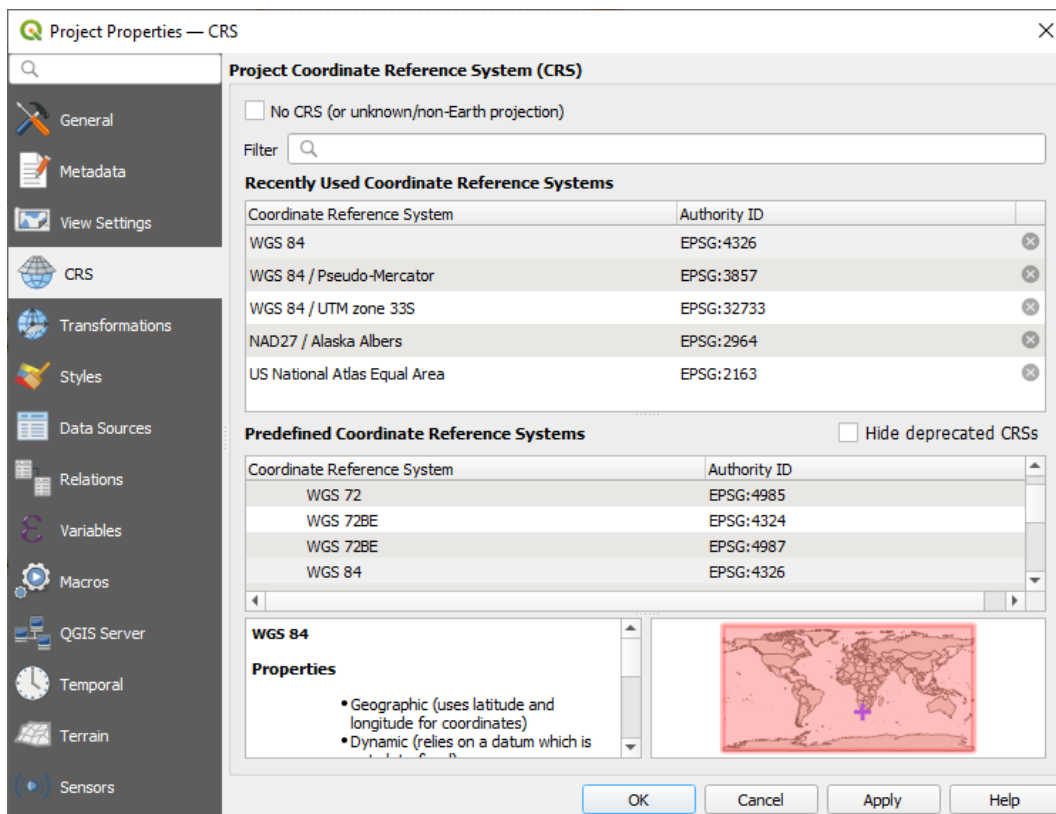 Project Properties — CRS
General
Metadata
View Settings
CRS
Transformations
Styles
Data Sources
Relations
Variables
Macros
QGIS Server
Temporal
Terrain
Sensors
Project Coordinate Reference System (CRS)
No CRS (or unknown/non-Earth projection)
Filter
Recently Used Coordinate Reference Systems
Coordinate Reference System Authority ID
WGS 84 EPSG:4326
WGS 84 / Pseudo-Mercator EPSG:3857
WGS 84 / UTM zone 33S EPSG:32733
NAD27 / Alaska Albers EPSG:2964
US National Atlas Equal Area EPSG:2163
Predefined Coordinate Reference Systems Hide deprecated CRSs
Coordinate Reference System Authority ID
WGS 72 EPSG:4985
WGS 72BE EPSG:4324
WGS 72BE EPSG:4987
WGS 84 EPSG:4326
WGS 84
Properties
• Geographic (uses latitude and
longitude for coordinates)
• Dynamic (relies on a datum which is
OK Cancel Apply Help